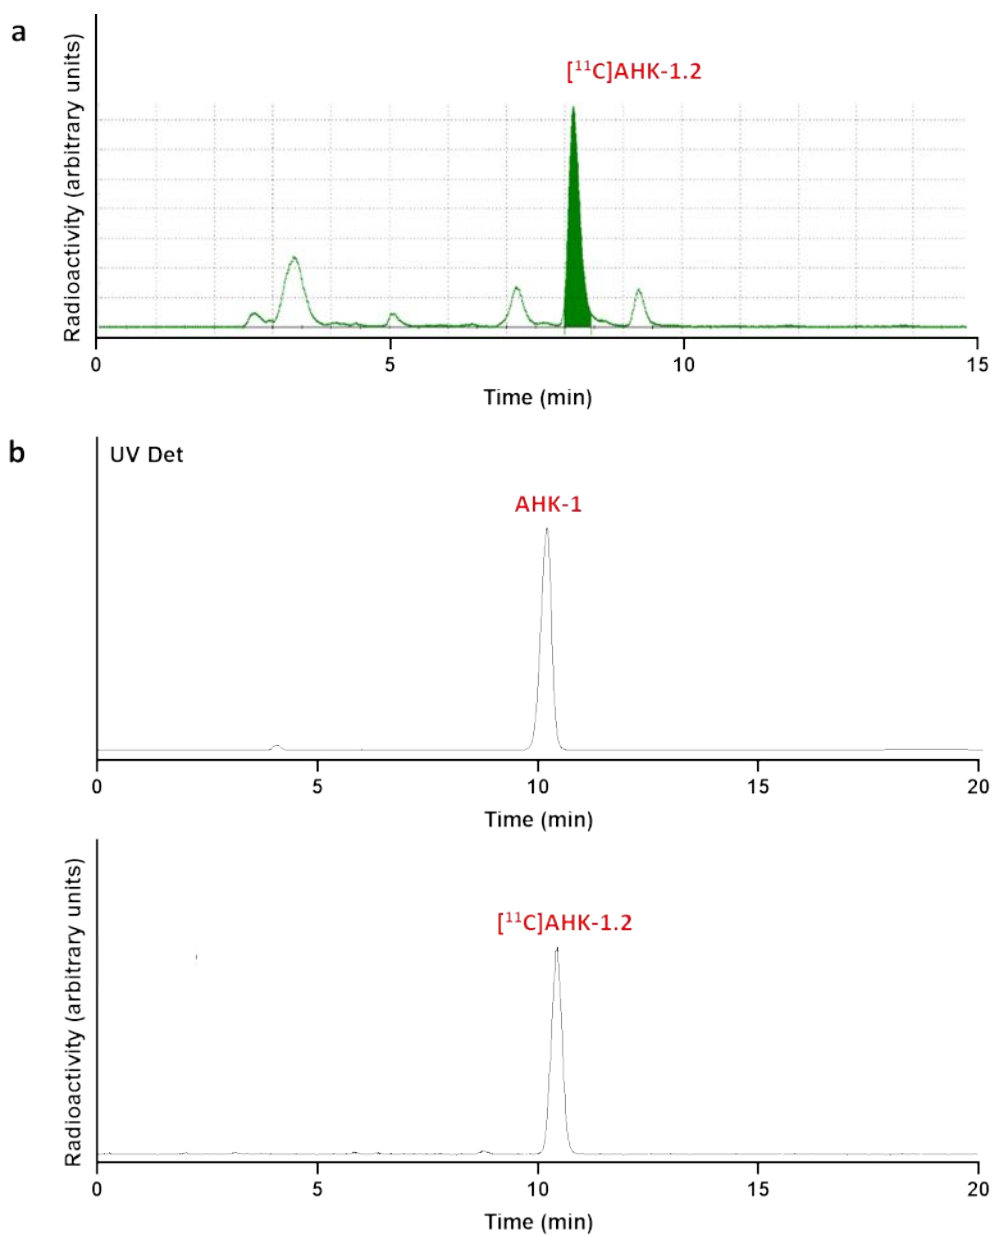 a
Radioactivity (arbitrary units)
[¹¹C]AHK-1.2
0 5 10 15
Time (min)
b
UV Det
AHK-1
0 5 10 15 20
Time (min)
Radioactivity (arbitrary units)
[¹¹C]AHK-1.2
0 5 10 15 20
Time (min)